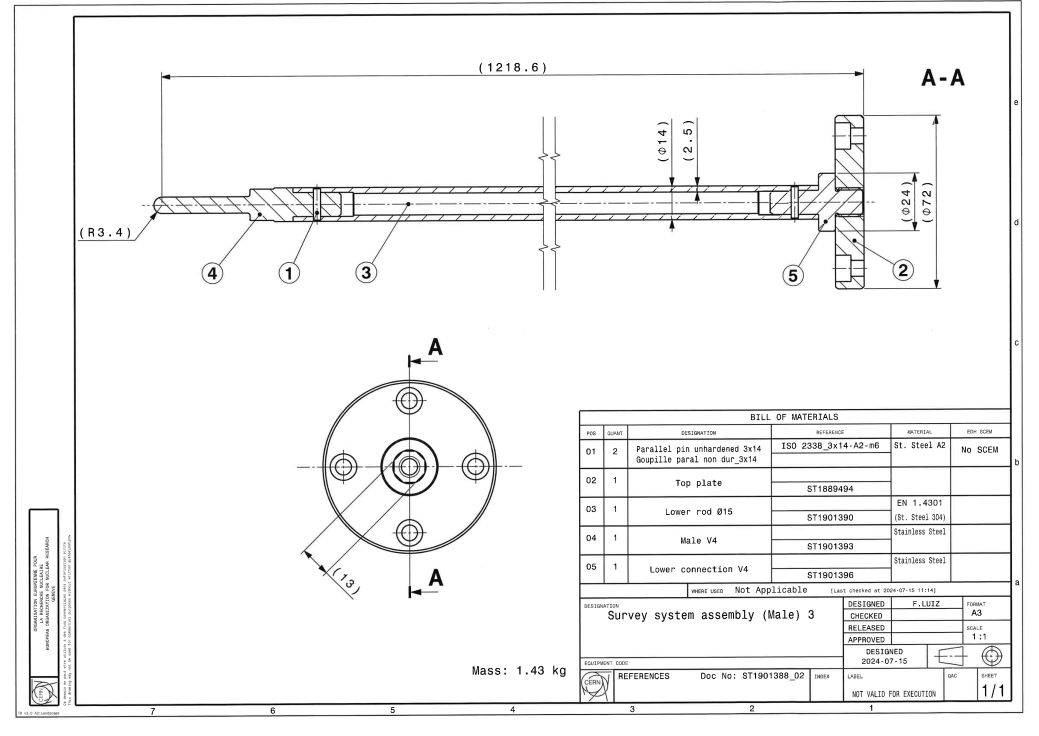 (1218.6)
A-A
(Φ14)
(2.5)
(Φ24)
(Φ72)
(R3.4)
4
1
3
5
2
A
A
(13)
e
d
c
b
a
BILL OF MATERIALS
POS QUANT DESIGNATION REFERENCE MATERIAL EDH SCEM
01 2 Parallel pin unhardened 3x14 ISO 2338_3x14-A2-m6 St. Steel A2 No SCEM
Goupille paral non dur_3x14
02 1 Top plate ST1889494
03 1 Lower rod Ø15 ST1901390 EN 1.4301
(St. Steel 304)
04 1 Male V4 ST1901393 Stainless Steel
05 1 Lower connection V4 ST1901396 Stainless Steel
WHERE USED Not Applicable [Last checked at 2024-07-15 11:14]
DESIGNATION
Survey system assembly (Male) 3
DESIGNED F.LUIZ
CHECKED
RELEASED
APPROVED
FORMAT
A3
SCALE
1:1
DESIGNED
2024-07-15
EQUIPMENT CODE
Mass: 1.43 kg
CERN
REFERENCES Doc No: ST1901388_02 INDEX
LABEL
NOT VALID FOR EXECUTION
QAC
SHEET
1/1
7 6 5 4 3 2 1
ORGANISATION EUROPEENNE POUR
LA RECHERCHE NUCLEAIRE
EUROPEAN ORGANIZATION FOR NUCLEAR RESEARCH
GENEVE
CERN